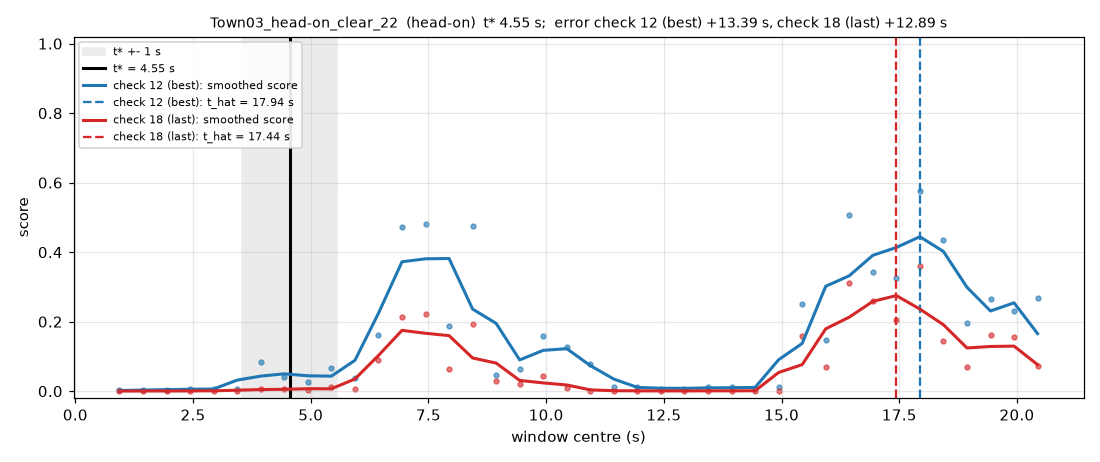 Town03_head-on_clear_22  (head-on)  t* 4.55 s;  error check 12 (best) +13.39 s, check 18 (last) +12.89 s
t* +- 1 s
t* = 4.55 s
check 12 (best): smoothed score
check 12 (best): t_hat = 17.94 s
check 18 (last): smoothed score
check 18 (last): t_hat = 17.44 s
score
1.0
0.8
0.6
0.4
0.2
0.0
0.0 2.5 5.0 7.5 10.0 12.5 15.0 17.5 20.0
window centre (s)